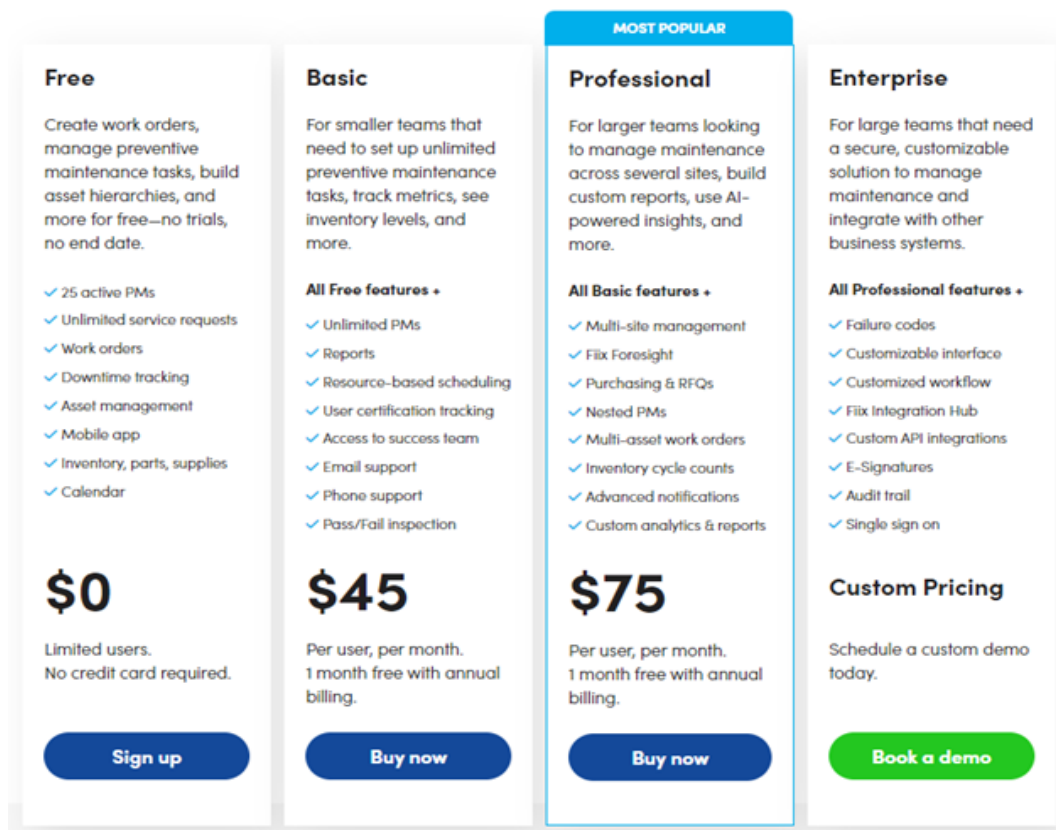 MOST POPULAR
Free
Create work orders,
manage preventive
maintenance tasks, build
asset hierarchies, and
more for free—no trials,
no end date.
25 active PMs
Unlimited service requests
Work orders
Downtime tracking
Asset management
Mobile app
Inventory, parts, supplies
Calendar
$0
Limited users.
No credit card required.
Sign up
Basic
For smaller teams that
need to set up unlimited
preventive maintenance
tasks, track metrics, see
inventory levels, and
more.
All Free features +
Unlimited PMs
Reports
Resource-based scheduling
User certification tracking
Access to success team
Email support
Phone support
Pass/Fail inspection
$45
Per user, per month.
1 month free with annual
billing.
Buy now
Professional
For larger teams looking
to manage maintenance
across several sites, build
custom reports, use AI-
powered insights, and
more.
All Basic features +
Multi-site management
Fiix Foresight
Purchasing & RFQs
Nested PMs
Multi-asset work orders
Inventory cycle counts
Advanced notifications
Custom analytics & reports
$75
Per user, per month.
1 month free with annual
billing.
Buy now
Enterprise
For large teams that need
a secure, customizable
solution to manage
maintenance and
integrate with other
business systems.
All Professional features +
Failure codes
Customizable interface
Customized workflow
Fiix Integration Hub
Custom API integrations
E-Signatures
Audit trail
Single sign on
Custom Pricing
Schedule a custom demo
today.
Book a demo